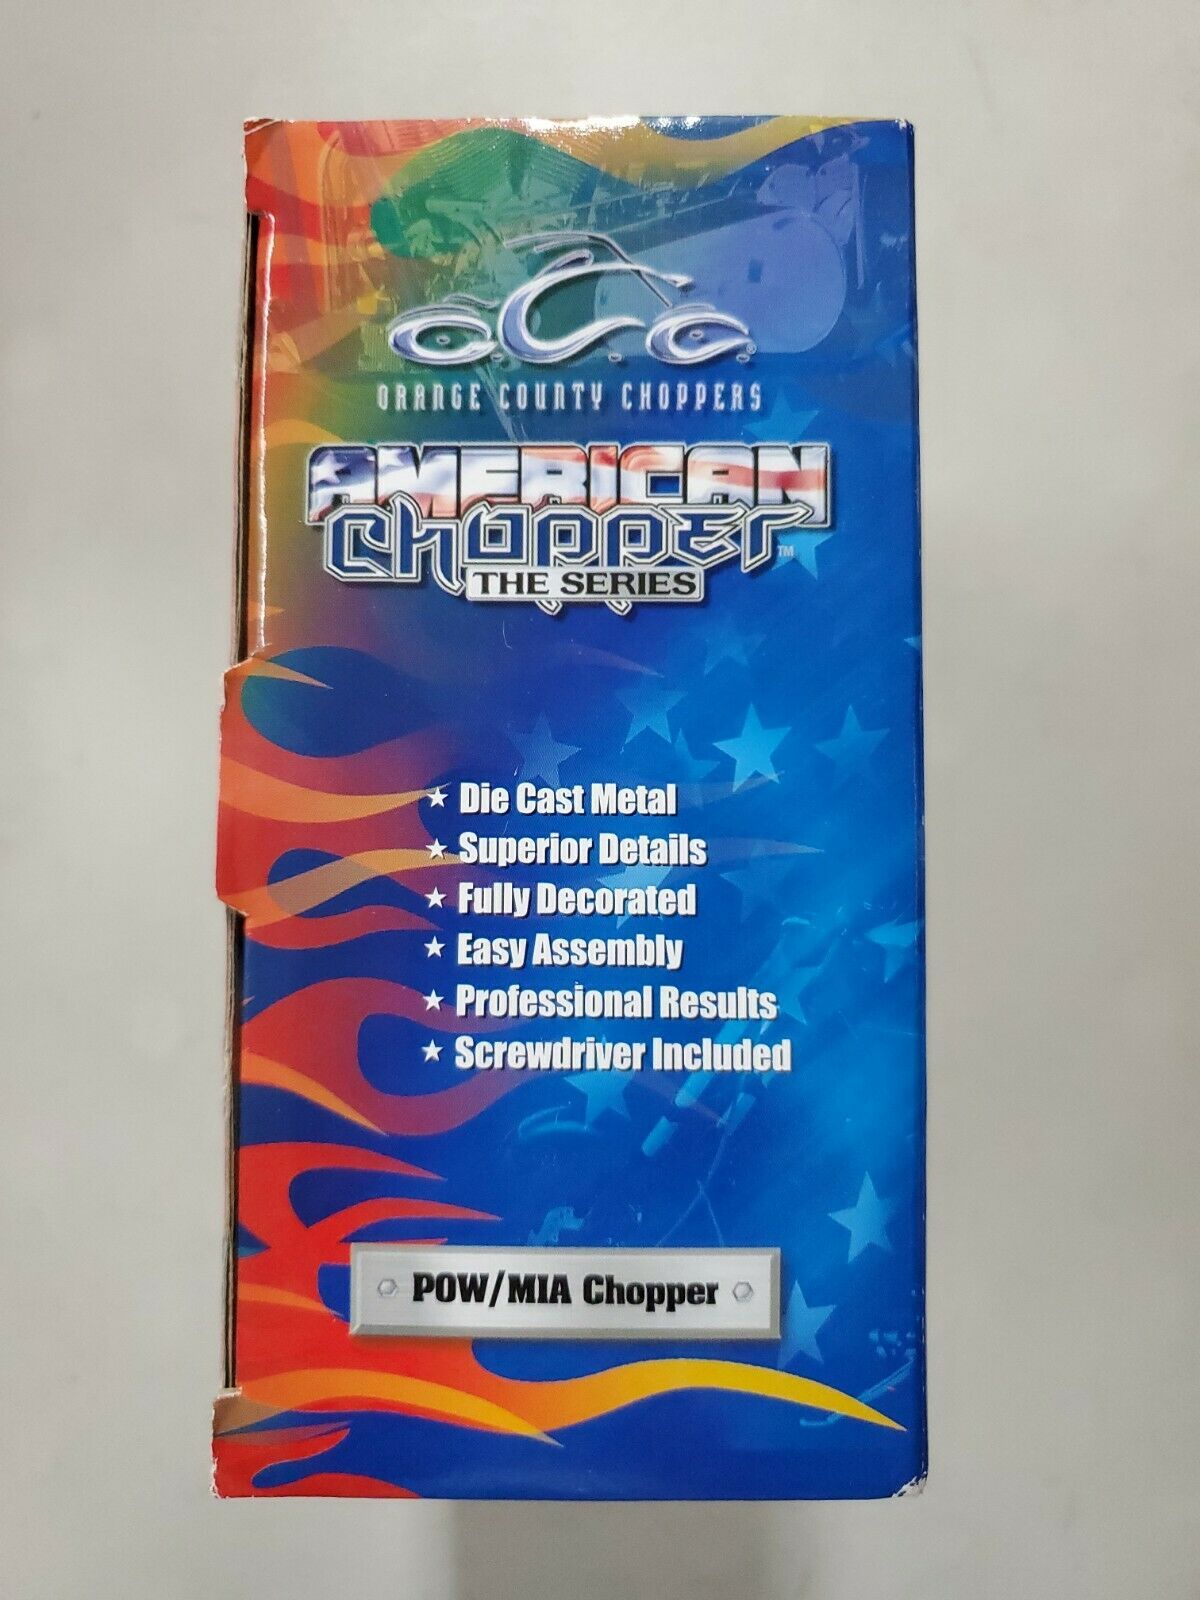 O.C.C.®
ORANGE COUNTY CHOPPERS
AMERICAN
Chopper™
THE SERIES
★ Die Cast Metal
★ Superior Details
★ Fully Decorated
★ Easy Assembly
★ Professional Results
★ Screwdriver Included
POW/MIA Chopper